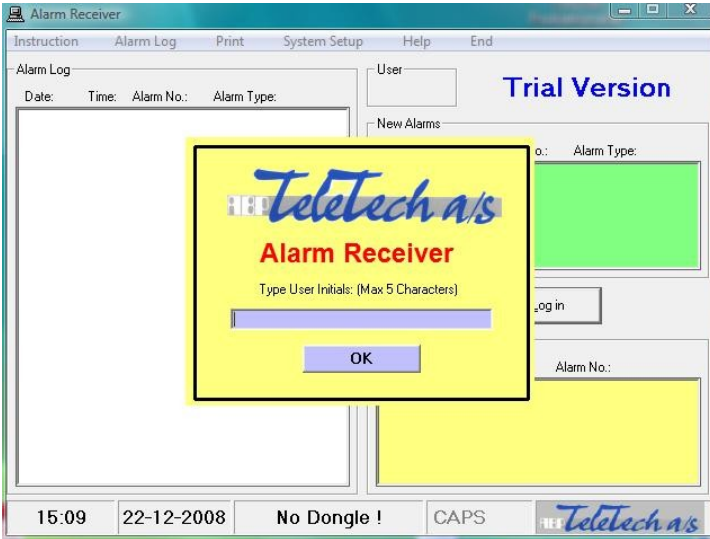 Alarm Receiver
Instruction Alarm Log Print System Setup Help End
Alarm Log
Date: Time: Alarm No.: Alarm Type:
User
Trial Version
New Alarms
o.: Alarm Type:
TeleTech a/s
Alarm Receiver
Type User Initials: (Max 5 Characters)
OK
Log in
Alarm No.:
15:09 22-12-2008 No Dongle ! CAPS TeleTech a/s